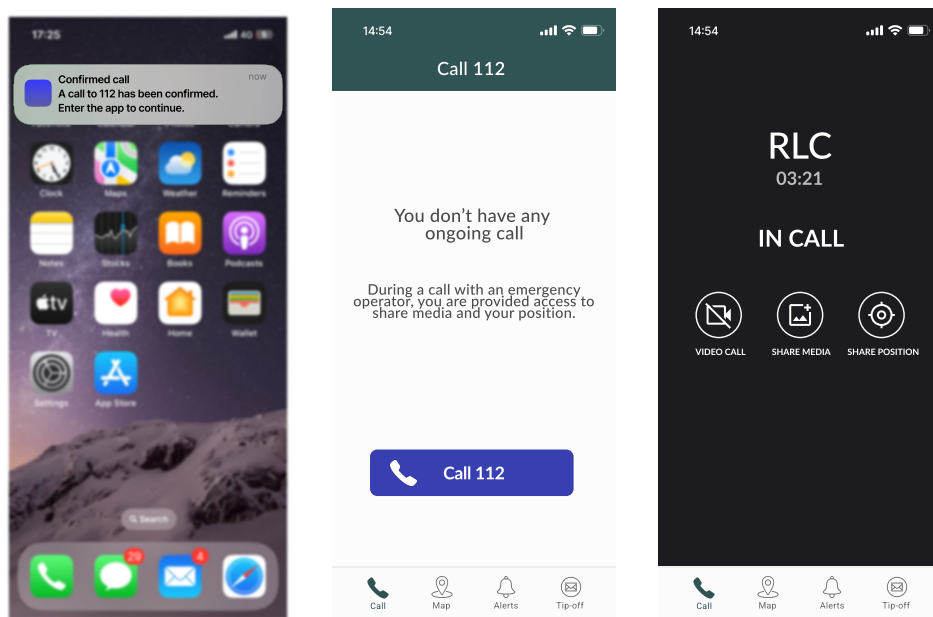 17:25
4G
Confirmed call
now
A call to 112 has been confirmed.
Enter the app to continue.
Clock
Maps
Weather
Reminders
Notes
Stocks
Books
Podcasts
tv
TV
Health
Home
Wallet
Settings
App Store
Search
29
4
14:54
Call 112
You don’t have any
ongoing call
During a call with an emergency
operator, you are provided access to
share media and your position.
Call 112
Call
Map
Alerts
Tip-off
14:54
RLC
03:21
IN CALL
VIDEO CALL
SHARE MEDIA
SHARE POSITION
Call
Map
Alerts
Tip-off